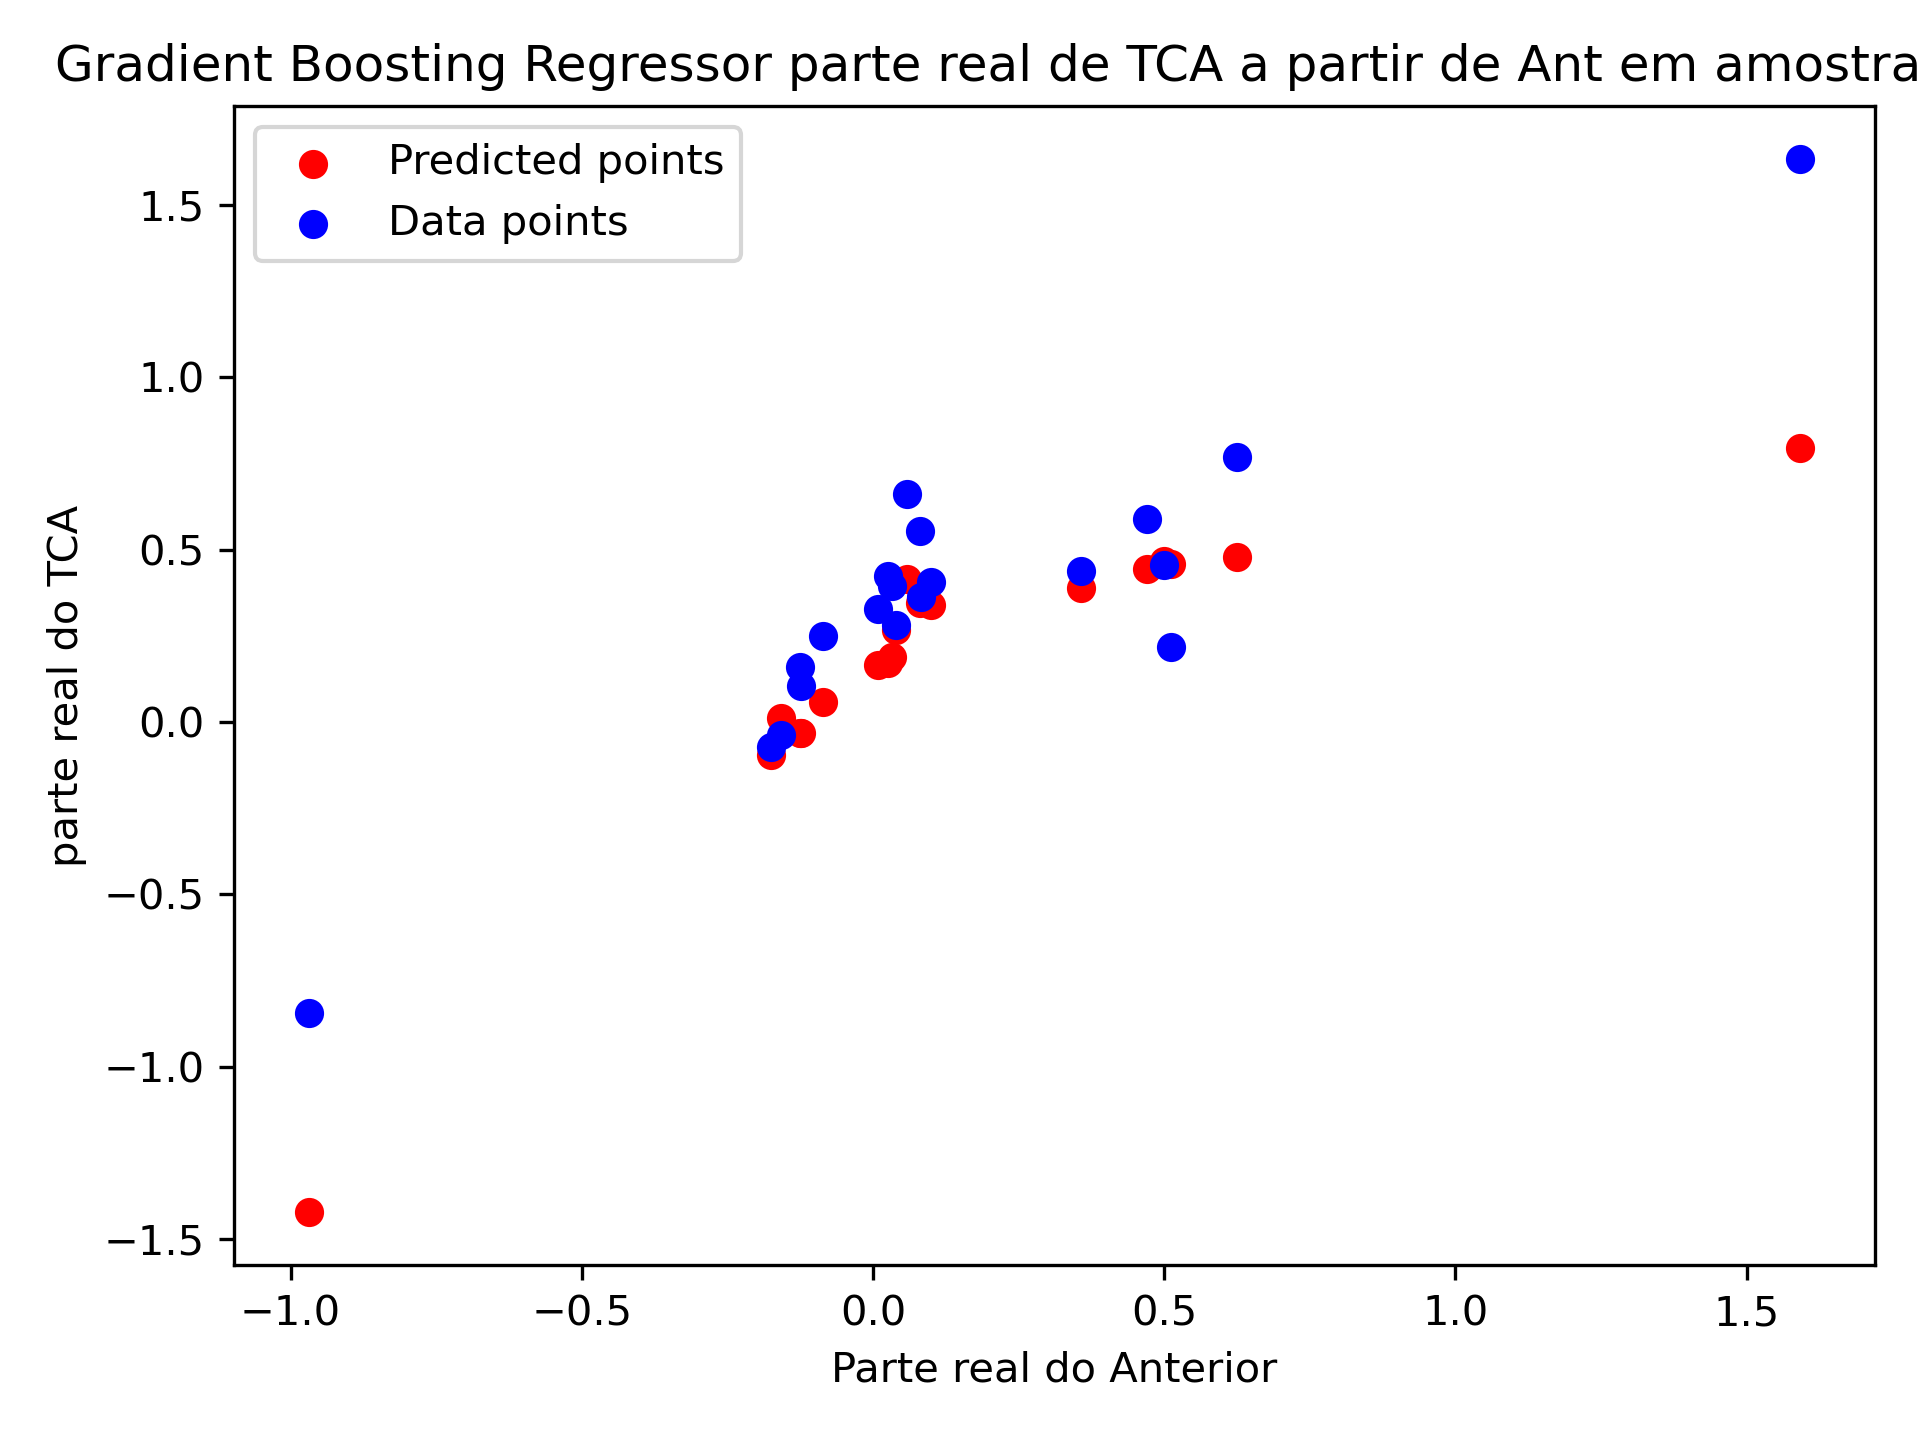 Gradient Boosting Regressor parte real de TCA a partir de Ant em amostra
Predicted points
Data points
1.5
1.0
0.5
0.0
−0.5
−1.0
−1.5
parte real do TCA
−1.0 −0.5 0.0 0.5 1.0 1.5
Parte real do Anterior